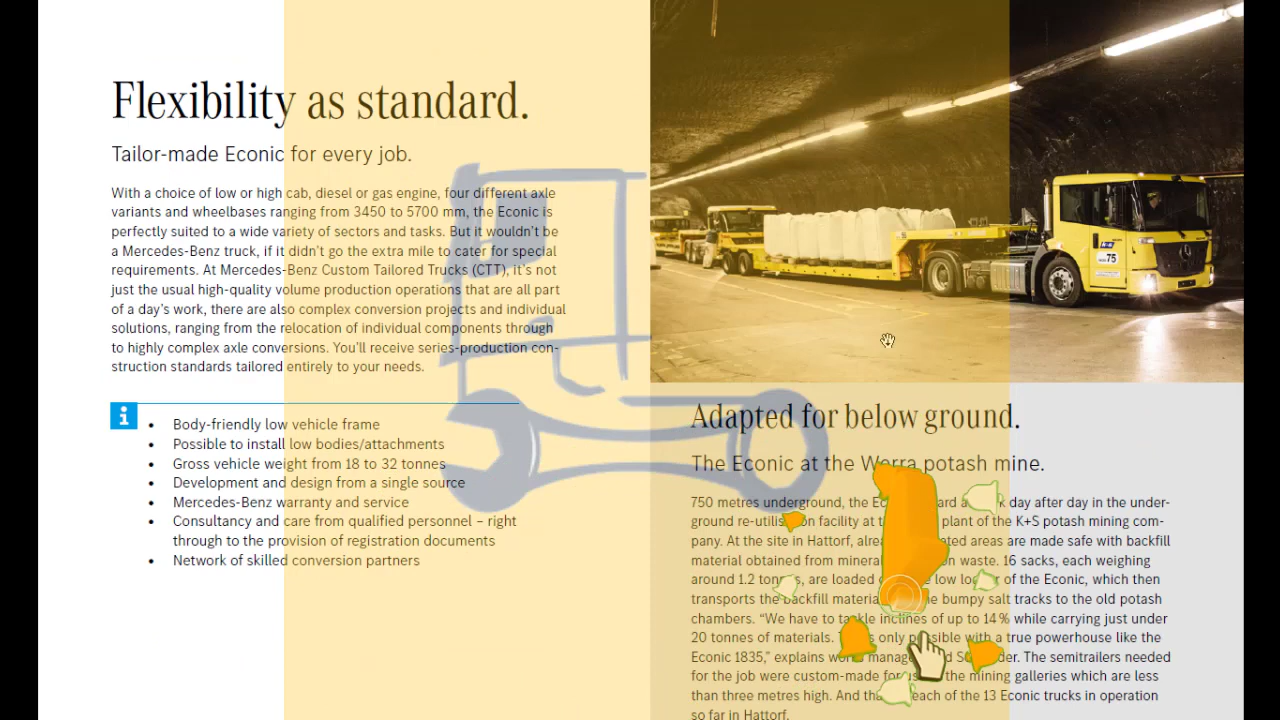 Flexibility as standard.
Tailor-made Econic for every job.
With a choice of low or high cab, diesel or gas engine, four different axle
variants and wheelbases ranging from 3450 to 5700 mm, the Econic is
perfectly suited to a wide variety of sectors and tasks. But it wouldn't be
a Mercedes-Benz truck, if it didn't go the extra mile to cater for special
requirements. At Mercedes-Benz Custom Tailored Trucks (CTT), it's not
just the usual high-quality volume production operations that are all part
of a day's work, there are also complex conversion projects and individual
solutions, ranging from the relocation of individual components through
to highly complex axle conversions. You'll receive series-production con-
struction standards tailored entirely to your needs.
i
• Body-friendly low vehicle frame
• Possible to install low bodies/attachments
• Gross vehicle weight from 18 to 32 tonnes
• Development and design from a single source
• Mercedes-Benz warranty and service
• Consultancy and care from qualified personnel – right
through to the provision of registration documents
• Network of skilled conversion partners
75
Adapted for below ground.
The Econic at the Werra potash mine.
750 metres underground, the day after day in the under-
ground re-utilis on facility at plant of the K+S potash mining com-
pany. At the site in Hattorf, areas are made safe with backfill
material obtained from waste. 16 sacks, each weighing
around 1.2 tonnes, are loaded low of the Econic, which then
transports the backfill bumpy salt tracks to the old potash
chambers. “We have to tackle inclines of up to 14 % while carrying just under
20 tonnes of materials. only possible with a true powerhouse like the
Econic 1835,” explains works The semitrailers needed
for the job were custom-made for the mining galleries which are less
than three metres high. And each of the 13 Econic trucks in operation
so far in Hattorf.